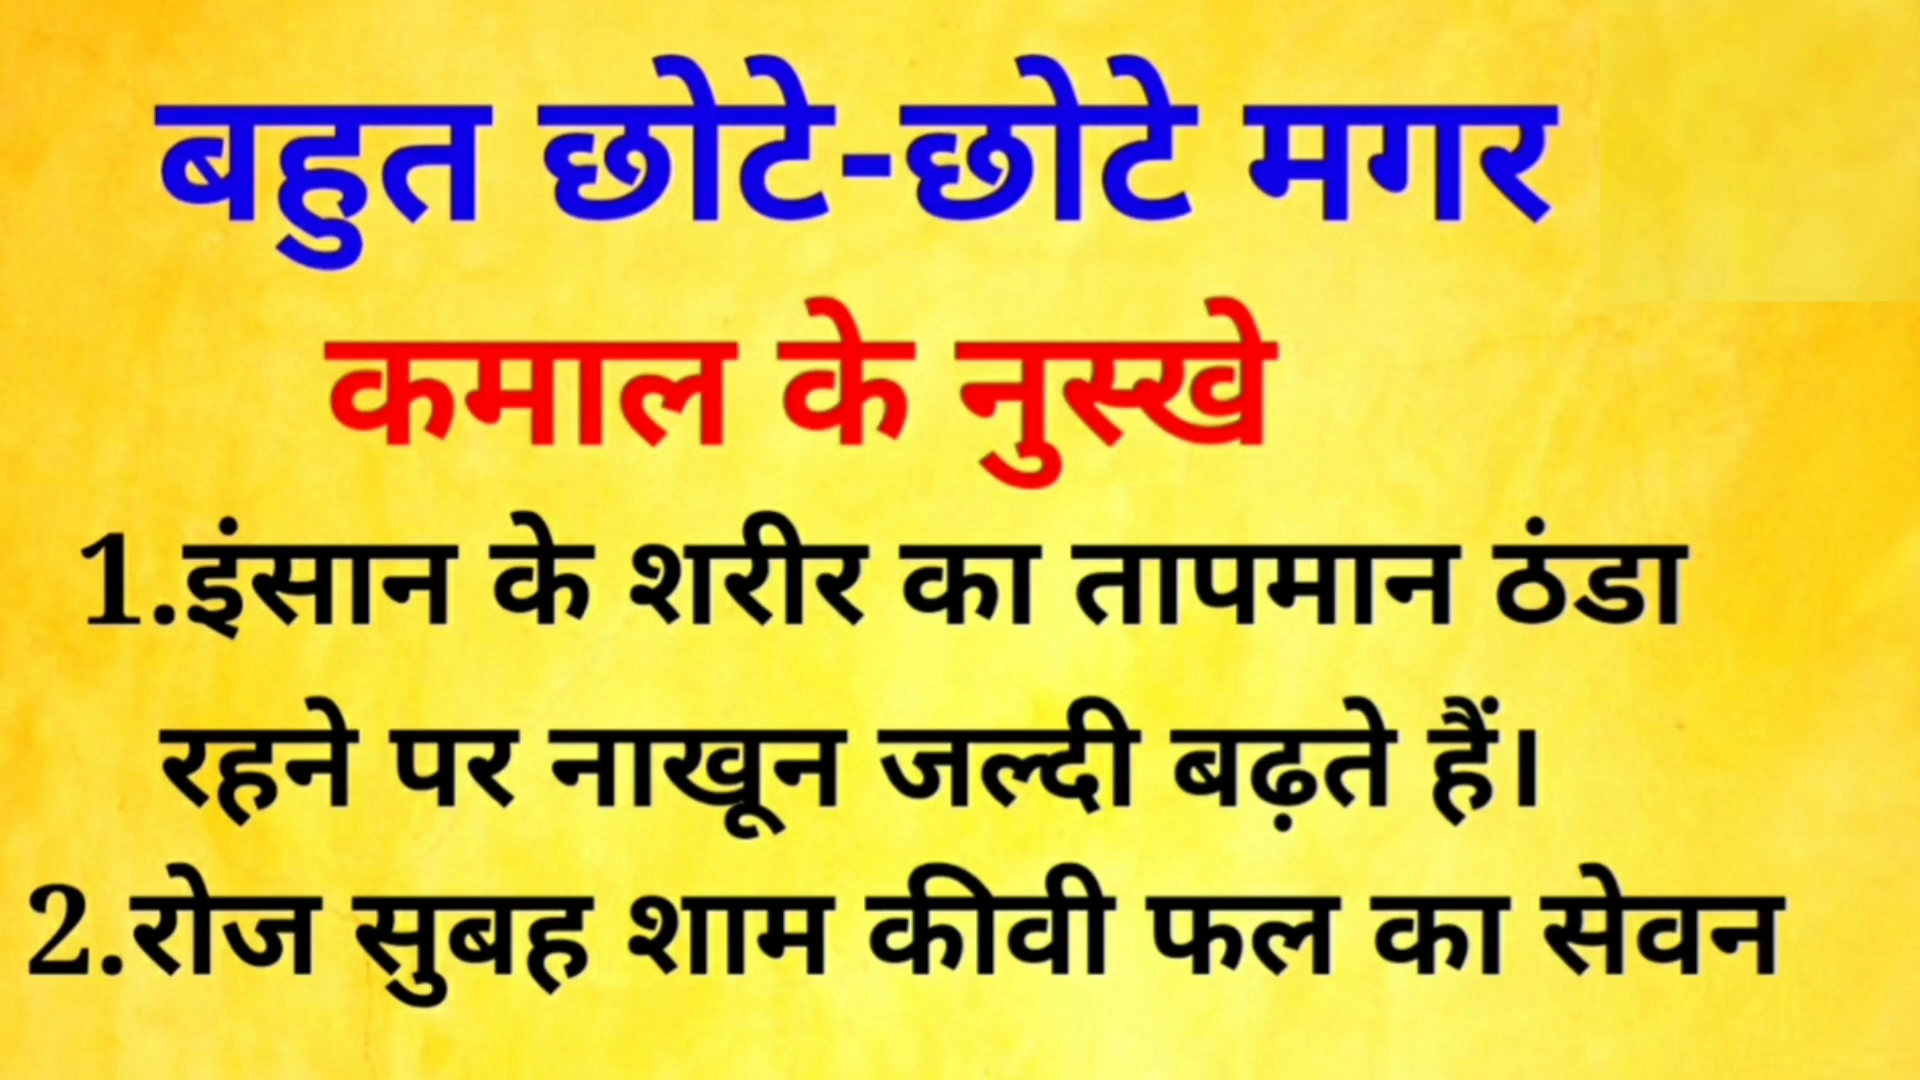 बहुत छोटे-छोटे मगर
कमाल के नुस्खे
1.इंसान के शरीर का तापमान ठंडा
रहने पर नाखून जल्दी बढ़ते हैं।
2.रोज सुबह शाम कीवी फल का सेवन